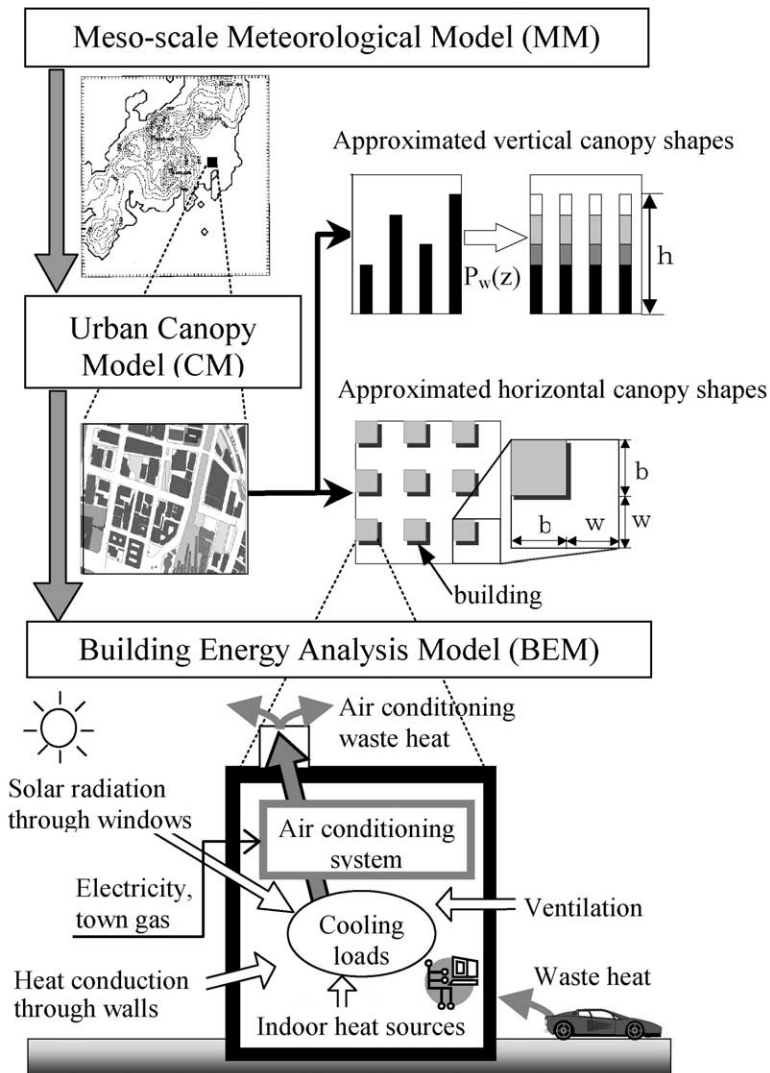 Meso-scale Meteorological Model (MM)
Approximated vertical canopy shapes
P_w(z)
h
Urban Canopy
Model (CM)
Approximated horizontal canopy shapes
b
b
w
w
building
Building Energy Analysis Model (BEM)
Air conditioning
waste heat
Solar radiation
through windows
Air conditioning
system
Electricity,
town gas
Cooling
loads
Ventilation
Heat conduction
through walls
Indoor heat sources
Waste heat